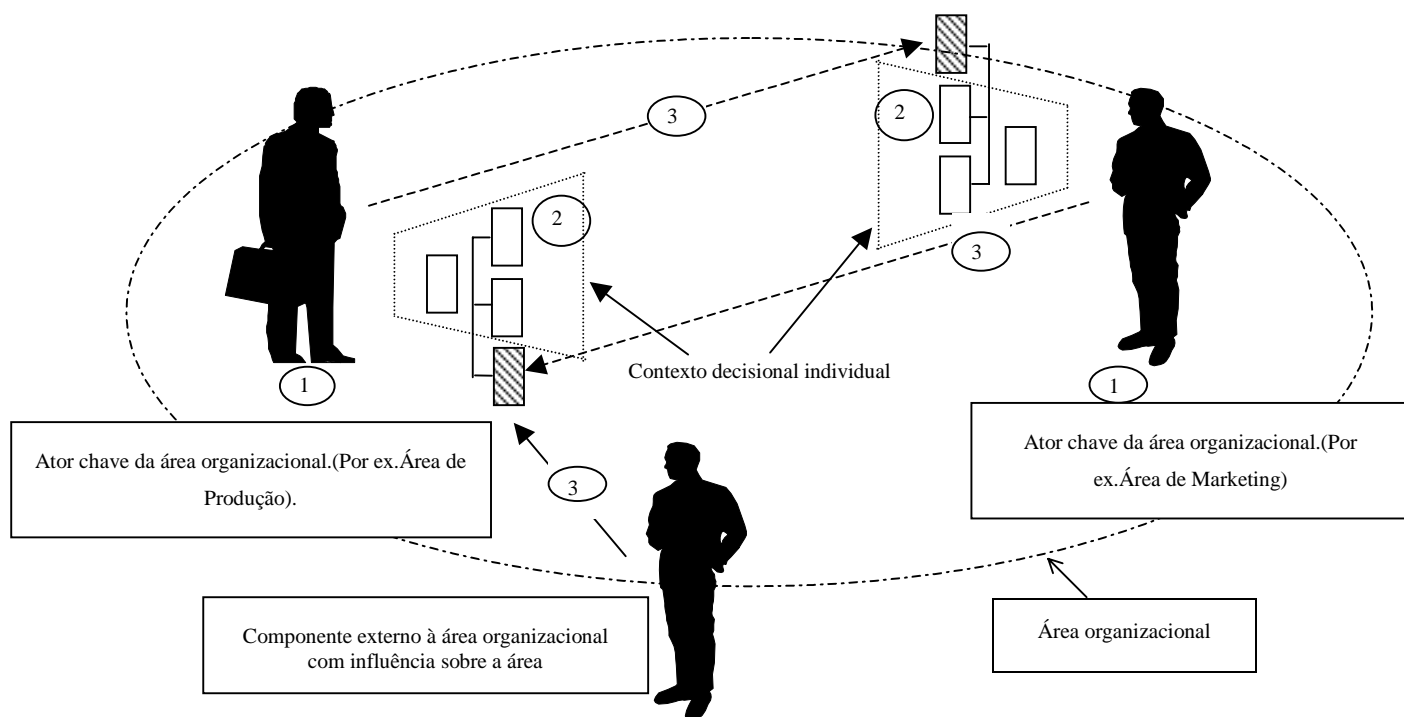 3
2
2
3
Contexto decisional individual
1
1
Ator chave da área organizacional.(Por ex.Área de
Produção).
Ator chave da área organizacional.(Por
ex.Área de Marketing)
3
Componente externo à área organizacional
com influência sobre a área
Área organizacional